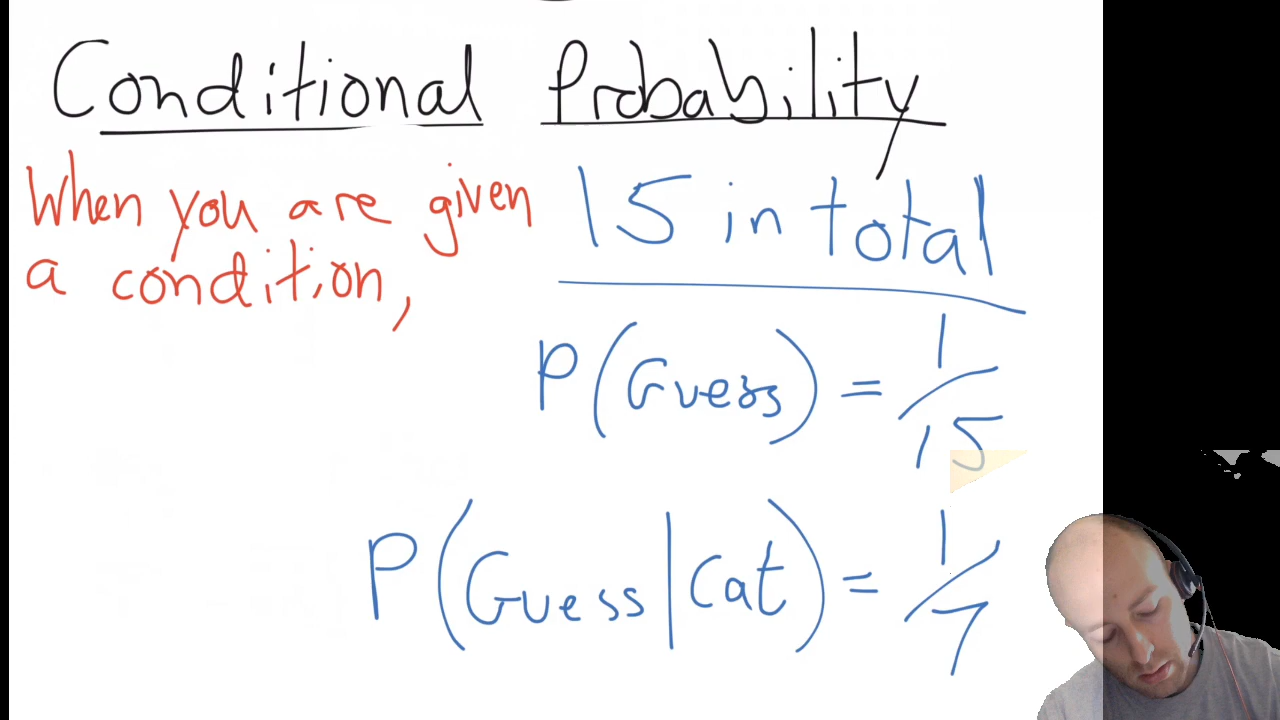 Conditional Probability
When you are given
a condition,
15 in total
P(Guess) = 1/15
P(Guess|Cat) = 1/7